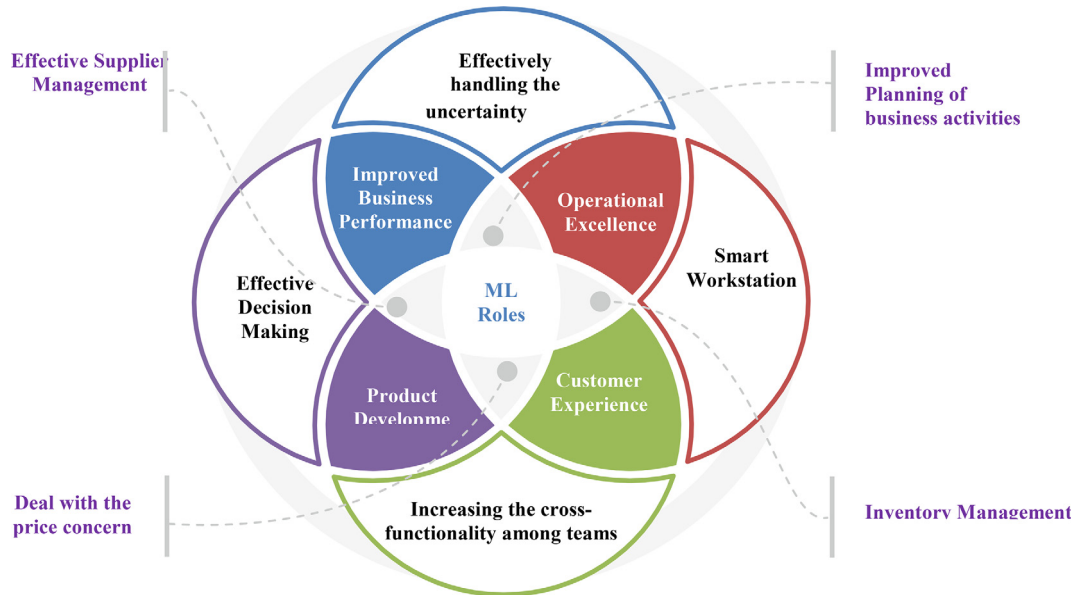 Effective Supplier
Management
Effectively
handling the
uncertainty
Improved
Planning of
business activities
Improved
Business
Performance
Operational
Excellence
Effective
Decision
Making
ML
Roles
Smart
Workstation
Product
Developme
Customer
Experience
Deal with the
price concern
Increasing the cross-
functionality among teams
Inventory Management